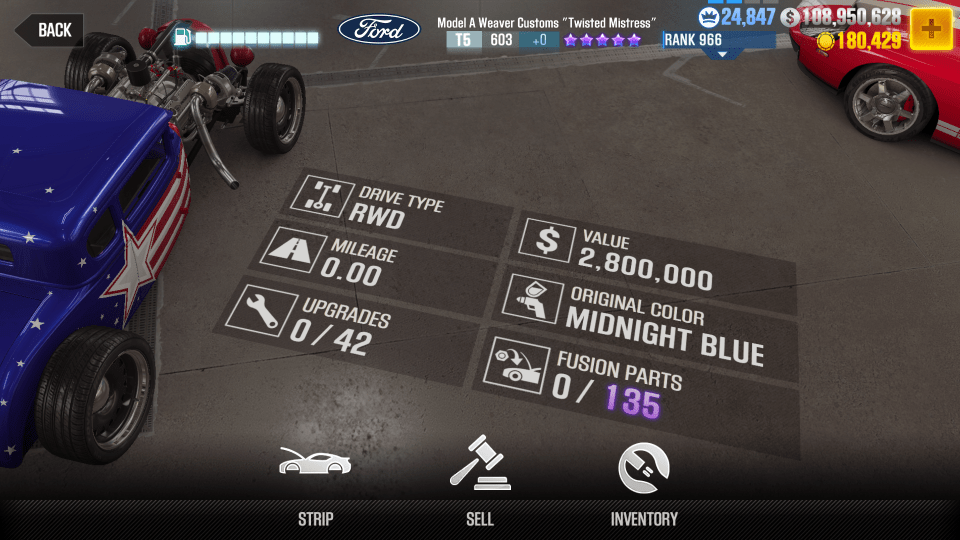 BACK
Ford
Model A Weaver Customs "Twisted Mistress"
T5 603 +0
24,847
108,950,628
RANK 966
180,429
DRIVE TYPE
RWD
MILEAGE
0.00
UPGRADES
0 / 42
VALUE
2,800,000
ORIGINAL COLOR
MIDNIGHT BLUE
FUSION PARTS
0 / 135
STRIP
SELL
INVENTORY